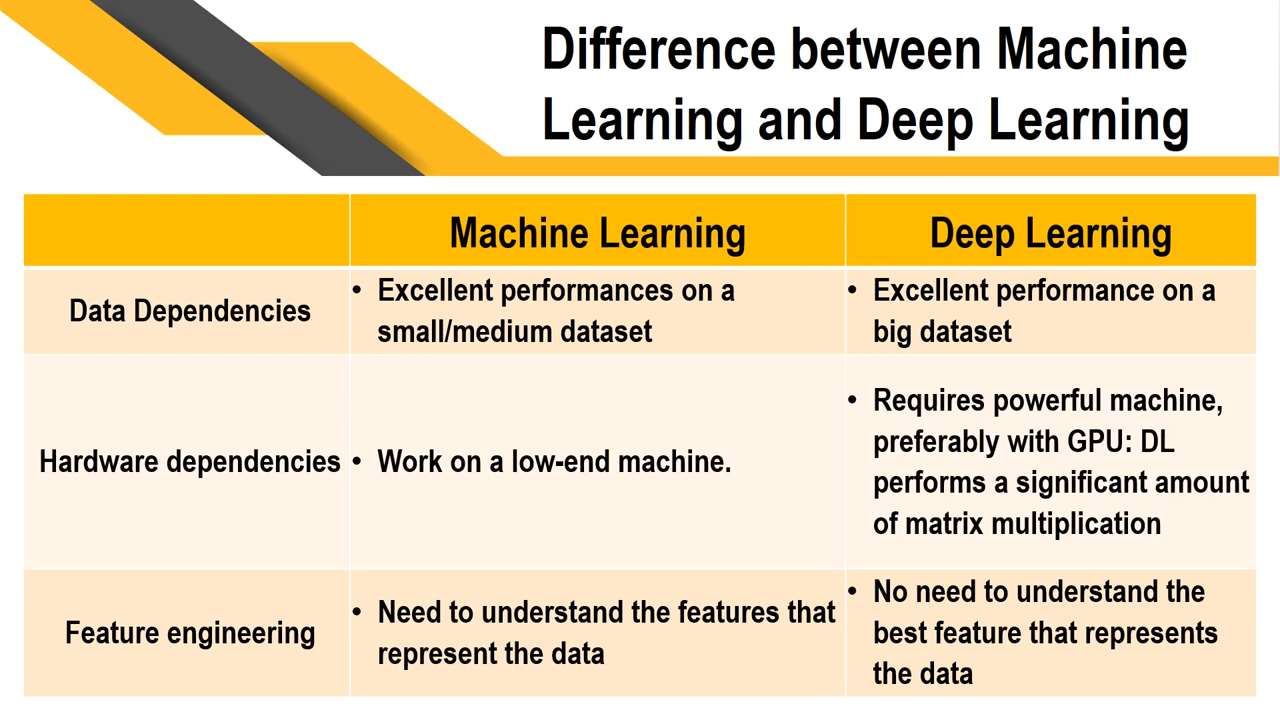 Difference between Machine
Learning and Deep Learning
Machine Learning
Deep Learning
Data Dependencies
• Excellent performances on a
small/medium dataset
• Excellent performance on a
big dataset
Hardware dependencies
• Work on a low-end machine.
• Requires powerful machine,
preferably with GPU: DL
performs a significant amount
of matrix multiplication
Feature engineering
• Need to understand the features that
represent the data
• No need to understand the
best feature that represents
the data